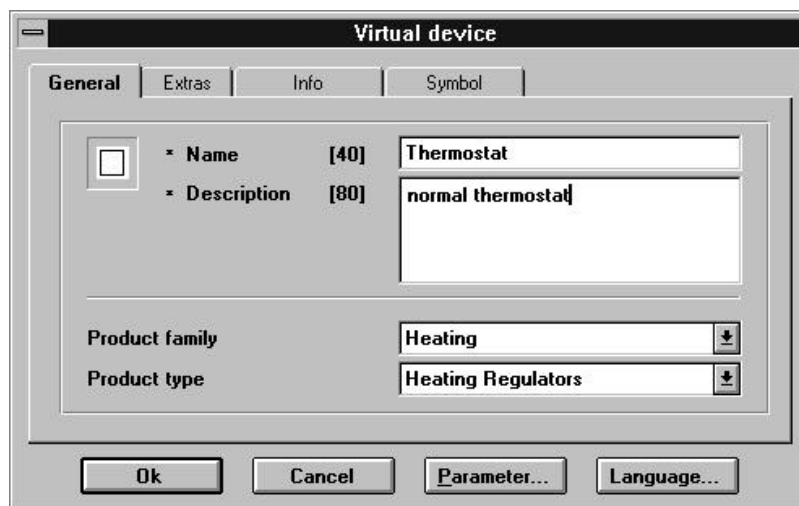 Virtual device
General Extras Info Symbol
* Name [40] Thermostat
* Description [80] normal thermostat
Product family Heating
Product type Heating Regulators
Ok Cancel Parameter... Language...